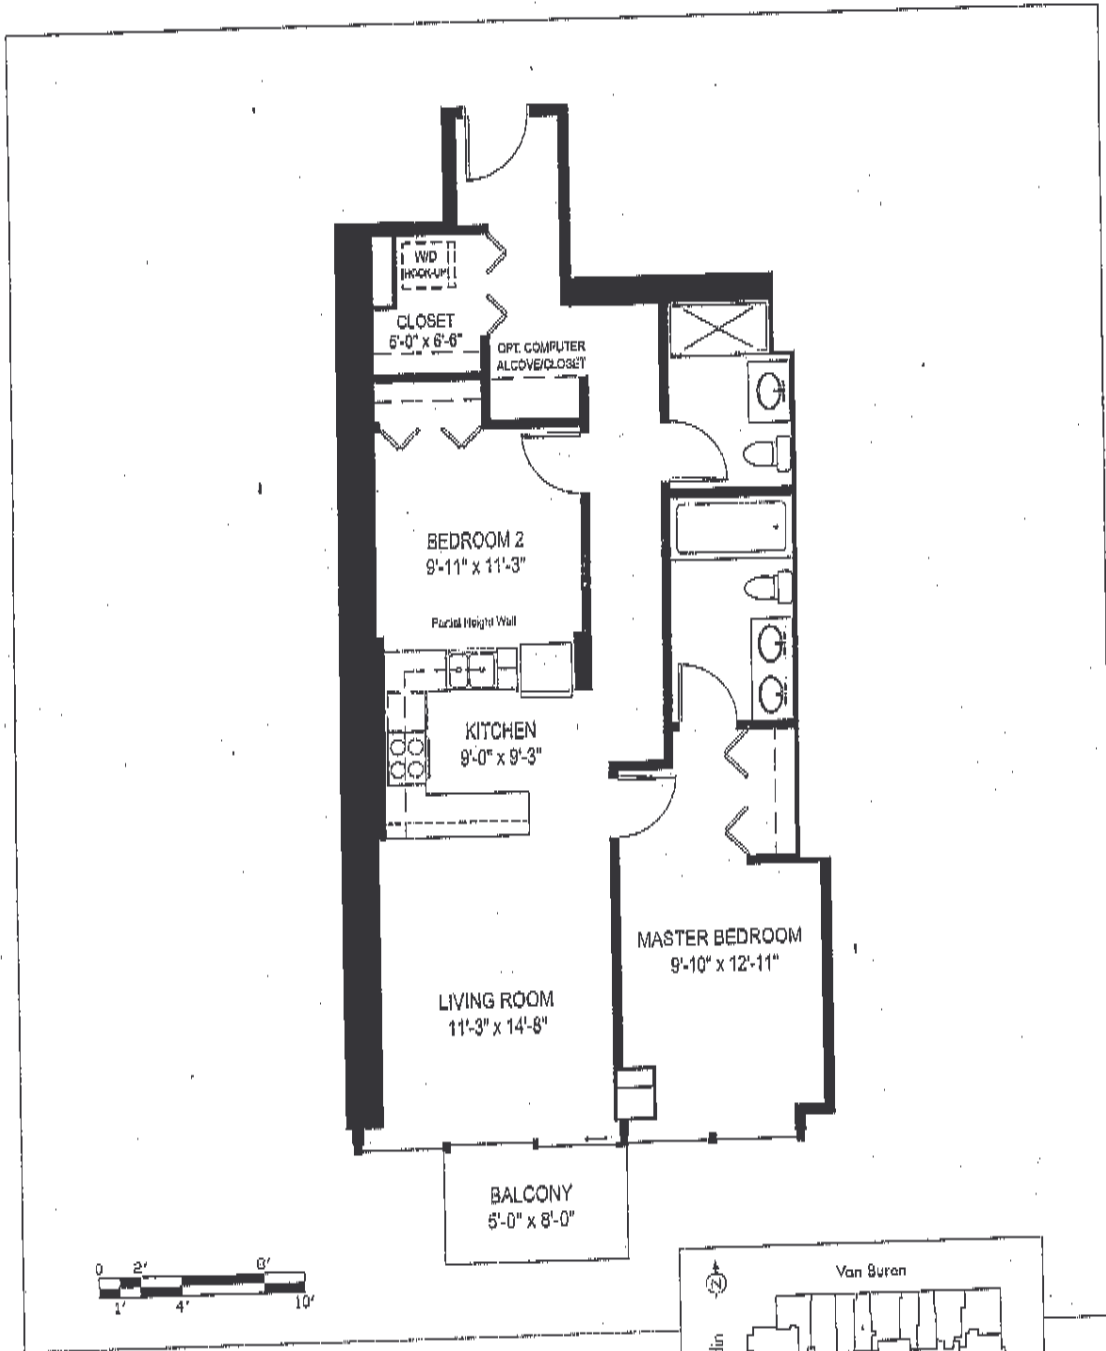 W/D
HOOK-UP
CLOSET
5'-0" x 6'-6"
OPT. COMPUTER
ALCOVE/CLOSET
BEDROOM 2
9'-11" x 11'-3"
Partial Height Wall
KITCHEN
9'-0" x 9'-3"
MASTER BEDROOM
9'-10" x 12'-11"
LIVING ROOM
11'-3" x 14'-8"
BALCONY
5'-0" x 8'-0"
0 2' 8'
1' 4' 10'
N
Van Buren